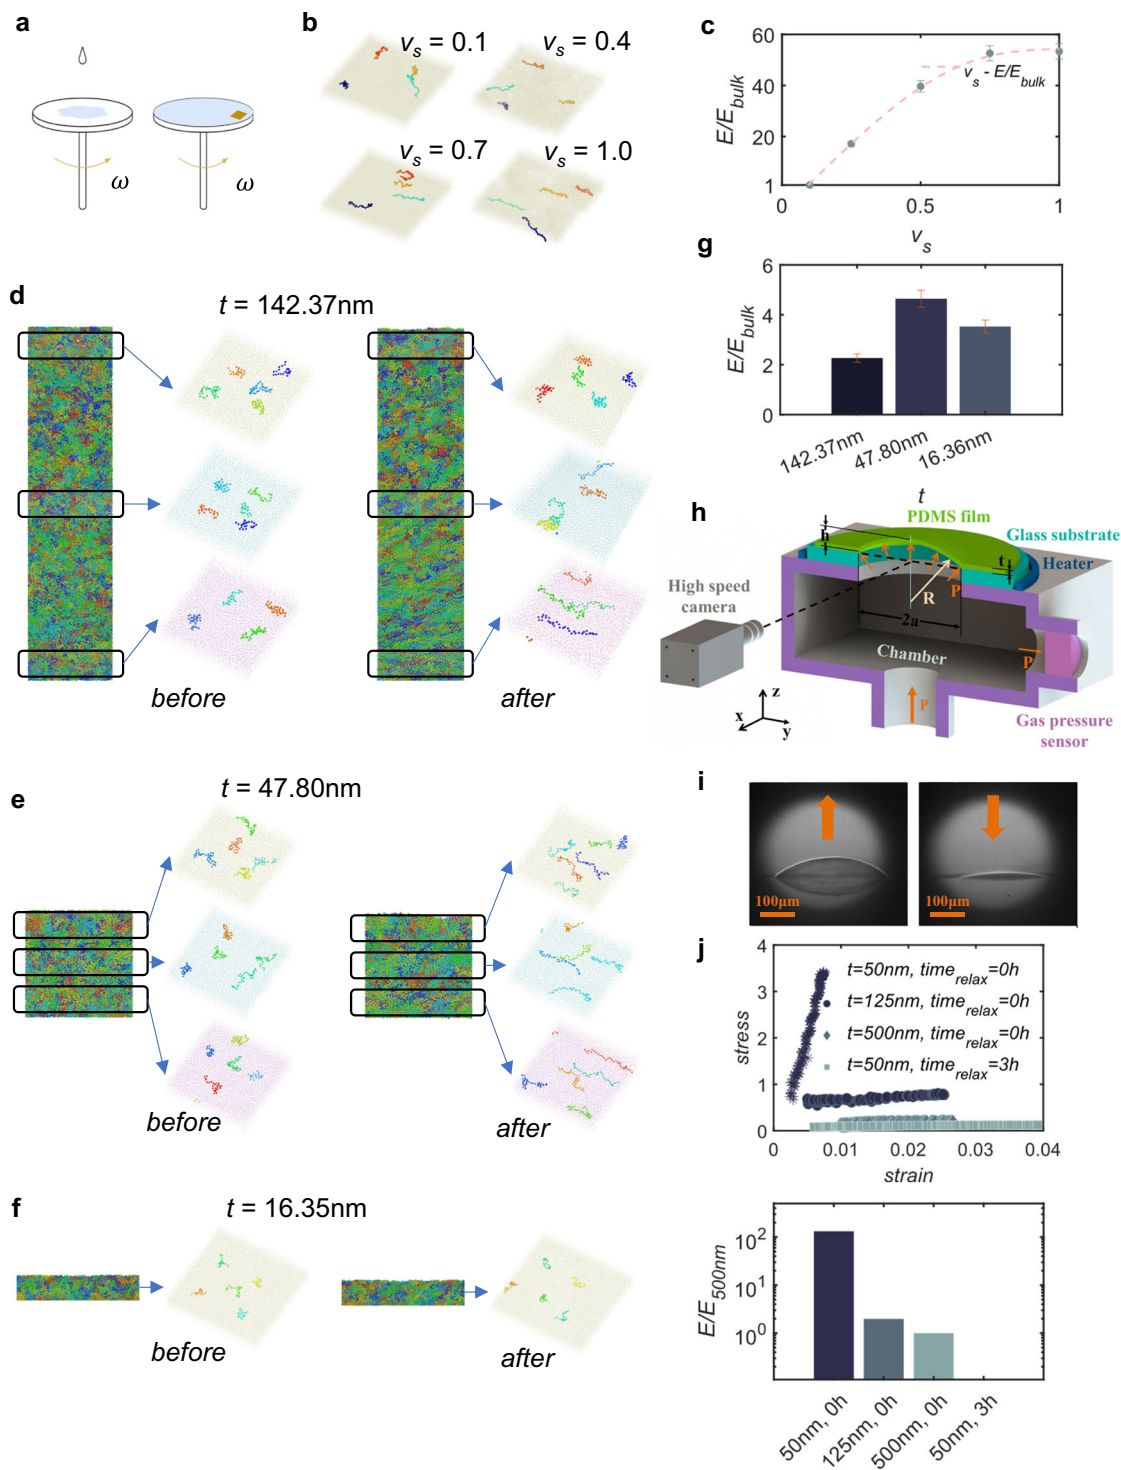 a
ω
ω
b
v_s = 0.1
v_s = 0.4
v_s = 0.7
v_s = 1.0
c
60
40
20
1
0.5
1
E/E_bulk
v_s - E/E_bulk
v_s
d
t = 142.37nm
before
after
g
6
4
2
0
E/E_bulk
142.37nm
47.80nm
16.36nm
t
h
PDMS film
Glass substrate
Heater
High speed
camera
h
t
P
R
2a
Chamber
P
P
z
x
y
Gas pressure
sensor
e
t = 47.80nm
before
after
i
100μm
100μm
j
4
3
2
1
0
stress
t=50nm, time_relax=0h
t=125nm, time_relax=0h
t=500nm, time_relax=0h
t=50nm, time_relax=3h
0
0.01
0.02
0.03
0.04
strain
f
t = 16.35nm
before
after
10^2
10^1
10^0
E/E_500nm
50nm, 0h
125nm, 0h
500nm, 0h
50nm, 3h